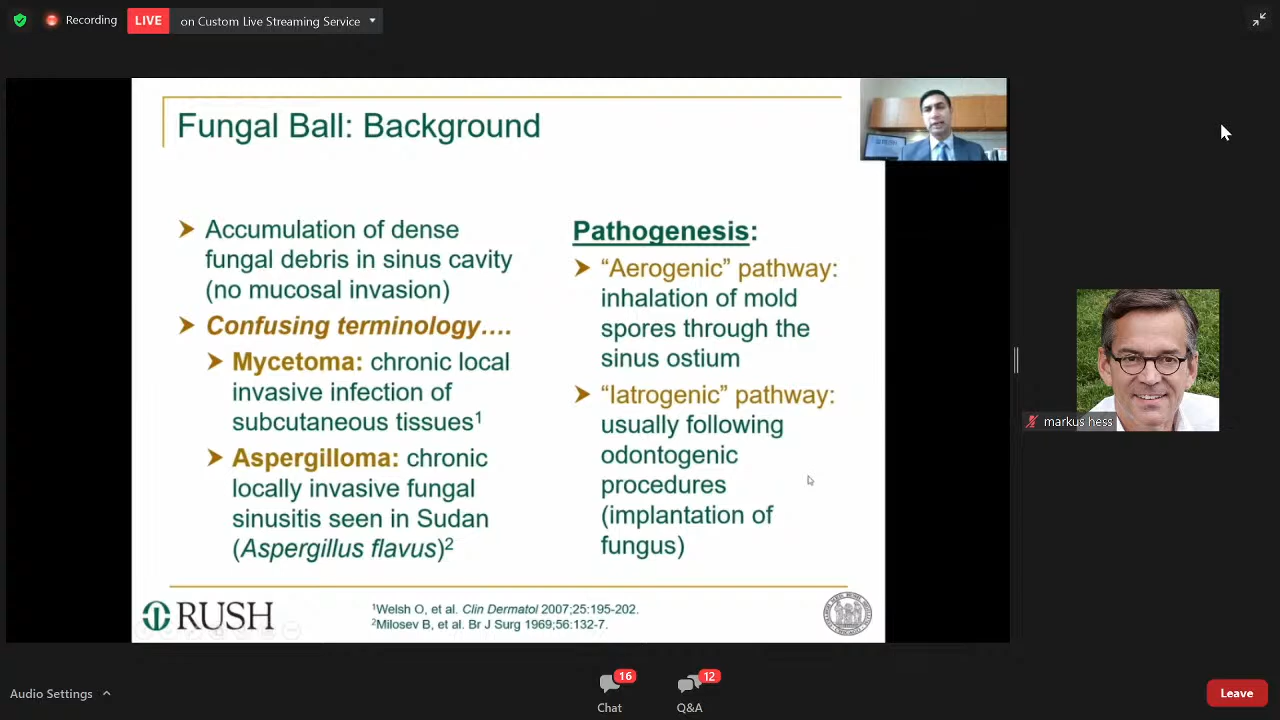 Recording
LIVE
on Custom Live Streaming Service
Fungal Ball: Background
Accumulation of dense
fungal debris in sinus cavity
(no mucosal invasion)
Confusing terminology....
Mycetoma: chronic local
invasive infection of
subcutaneous tissues1
Aspergilloma: chronic
locally invasive fungal
sinusitis seen in Sudan
(Aspergillus flavus)2
Pathogenesis:
“Aerogenic” pathway:
inhalation of mold
spores through the
sinus ostium
“Iatrogenic” pathway:
usually following
odontogenic
procedures
(implantation of
fungus)
RUSH
1Welsh O, et al. Clin Dermatol 2007;25:195-202.
2Milosev B, et al. Br J Surg 1969;56:132-7.
markus hess
Audio Settings
16
Chat
12
Q&A
Leave